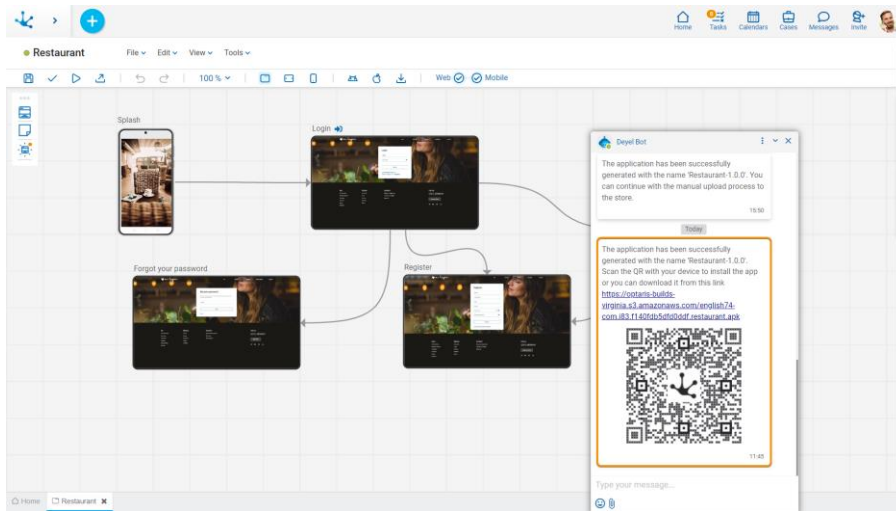 Home
Tasks
Calendars
Cases
Messages
Invite
Restaurant
File
Edit
View
Tools
100 %
Web
Mobile
Splash
Login
Forgot your password
Register
Deyel Bot
The application has been successfully
generated with the name 'Restaurant-1.0.0'. You
can continue with the manual upload process to
the store.
15:50
Today
The application has been successfully
generated with the name 'Restaurant-1.0.0'.
Scan the QR with your device to install the app
or you can download it from this link
https://optaris-builds-
virginia.s3.amazonaws.com/english74-
com.i83.f140fdb5dfd0ddf.restaurant.apk
11:45
Type your message...
Home
Restaurant